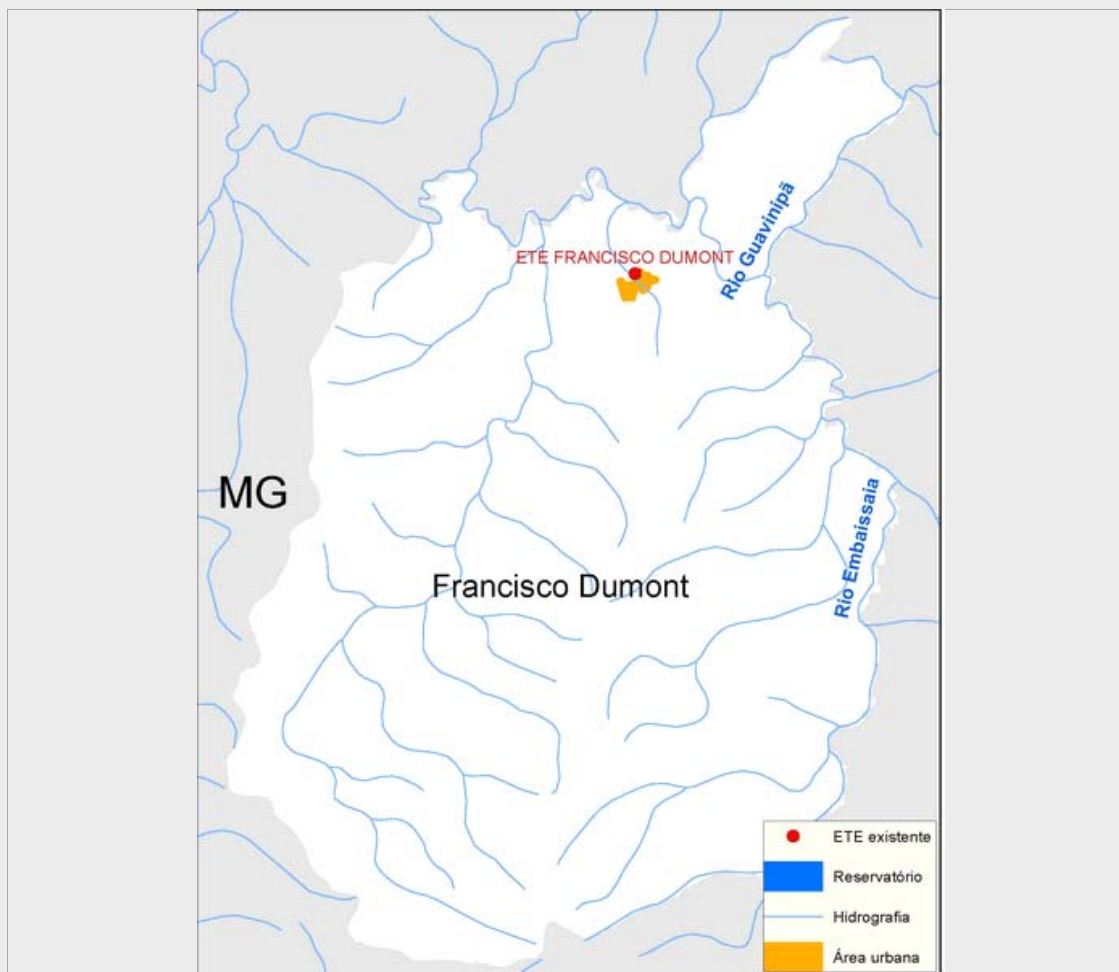 ETE FRANCISCO DUMONT
Rio Guavinipã
MG
Rio Embaissaia
Francisco Dumont
ETE existente
Reservatório
Hidrografia
Área urbana